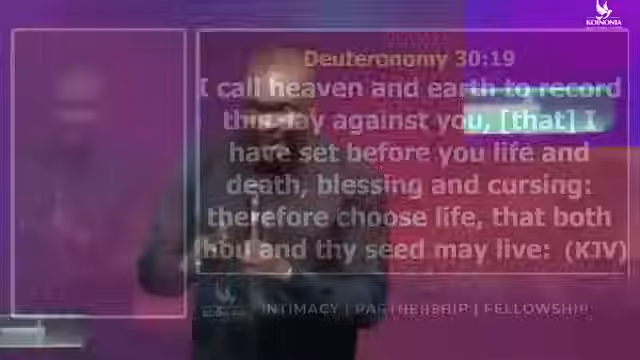 KOINONIA
Deuteronomy 30:19
I call heaven and earth to record
this day against you, [that] I
have set before you life and
death, blessing and cursing:
therefore choose life, that both
thou and thy seed may live: (KJV)
INTIMACY | PARTNERSHIP | FELLOWSHIP